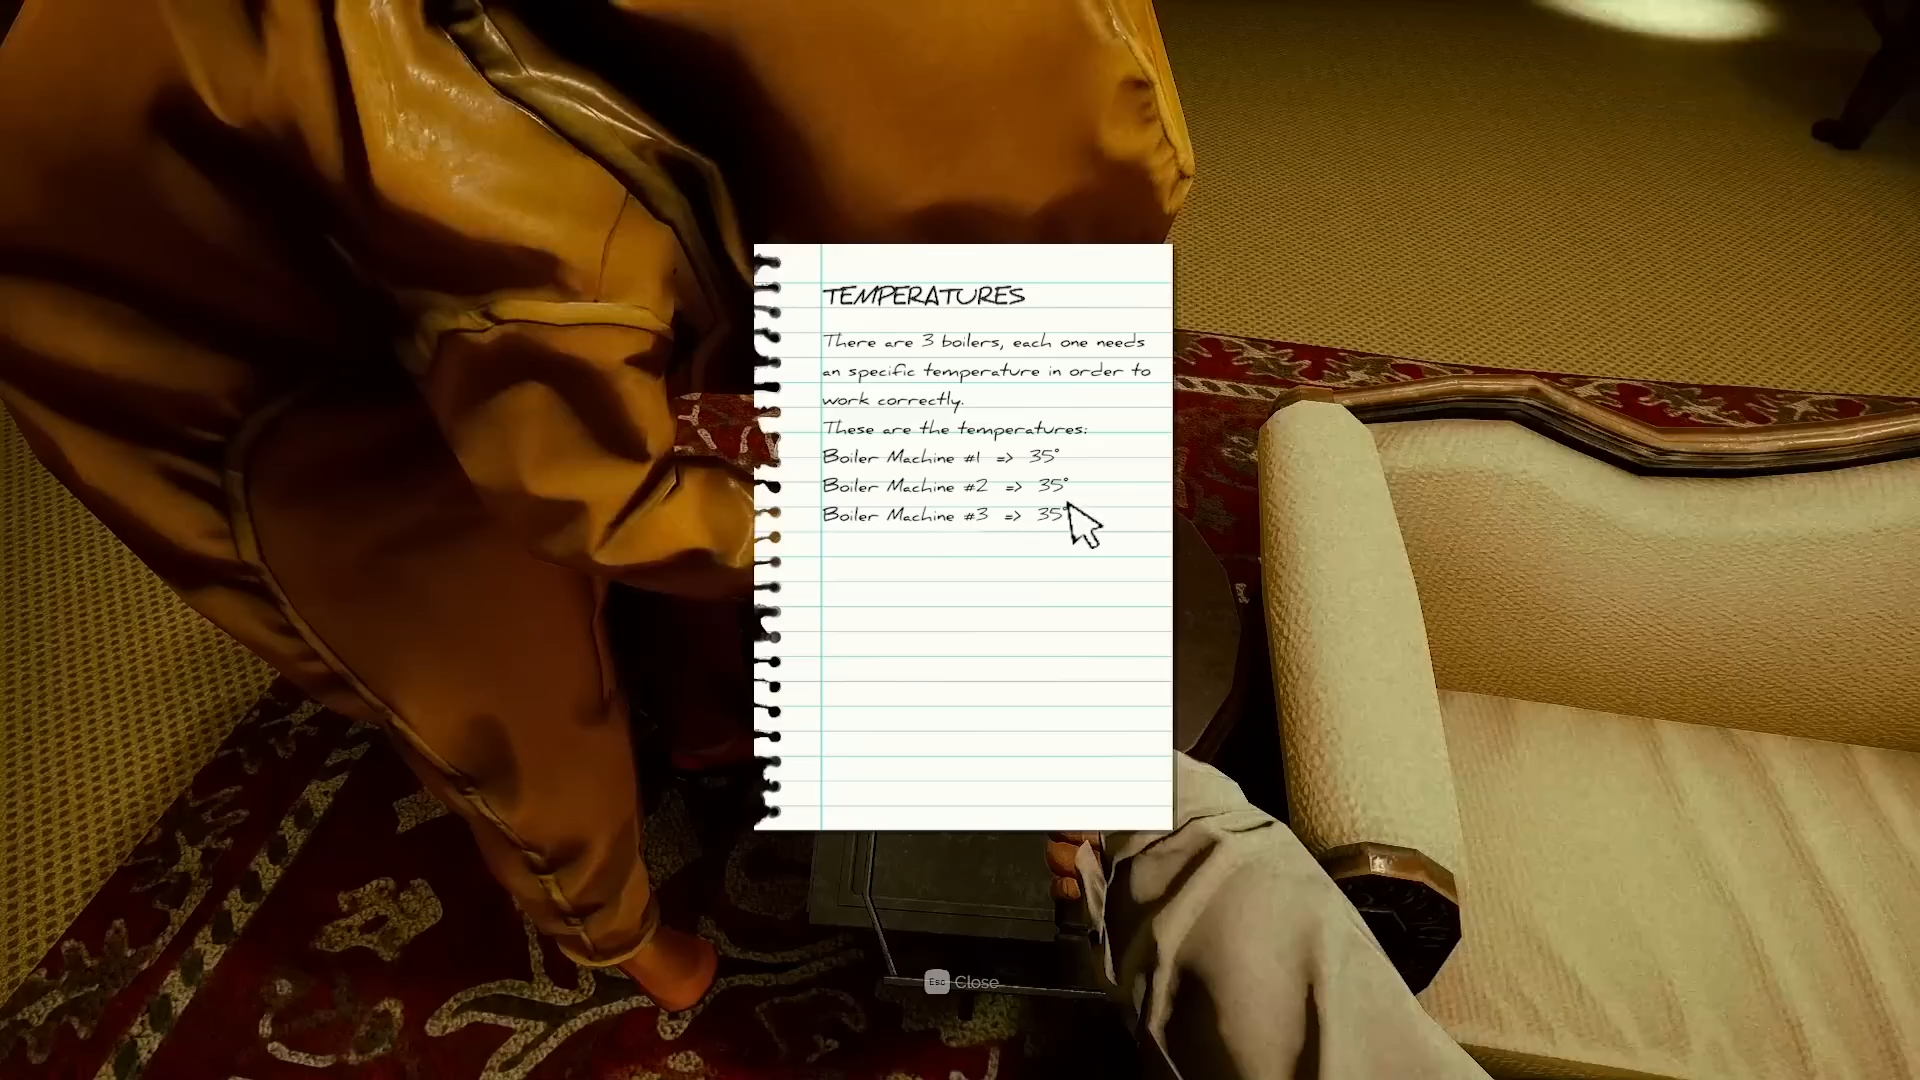 TEMPERATURES
There are 3 boilers, each one needs
an specific temperature in order to
work correctly.
These are the temperatures:
Boiler Machine #1 => 35°
Boiler Machine #2 => 35°
Boiler Machine #3 => 35°
Esc Close